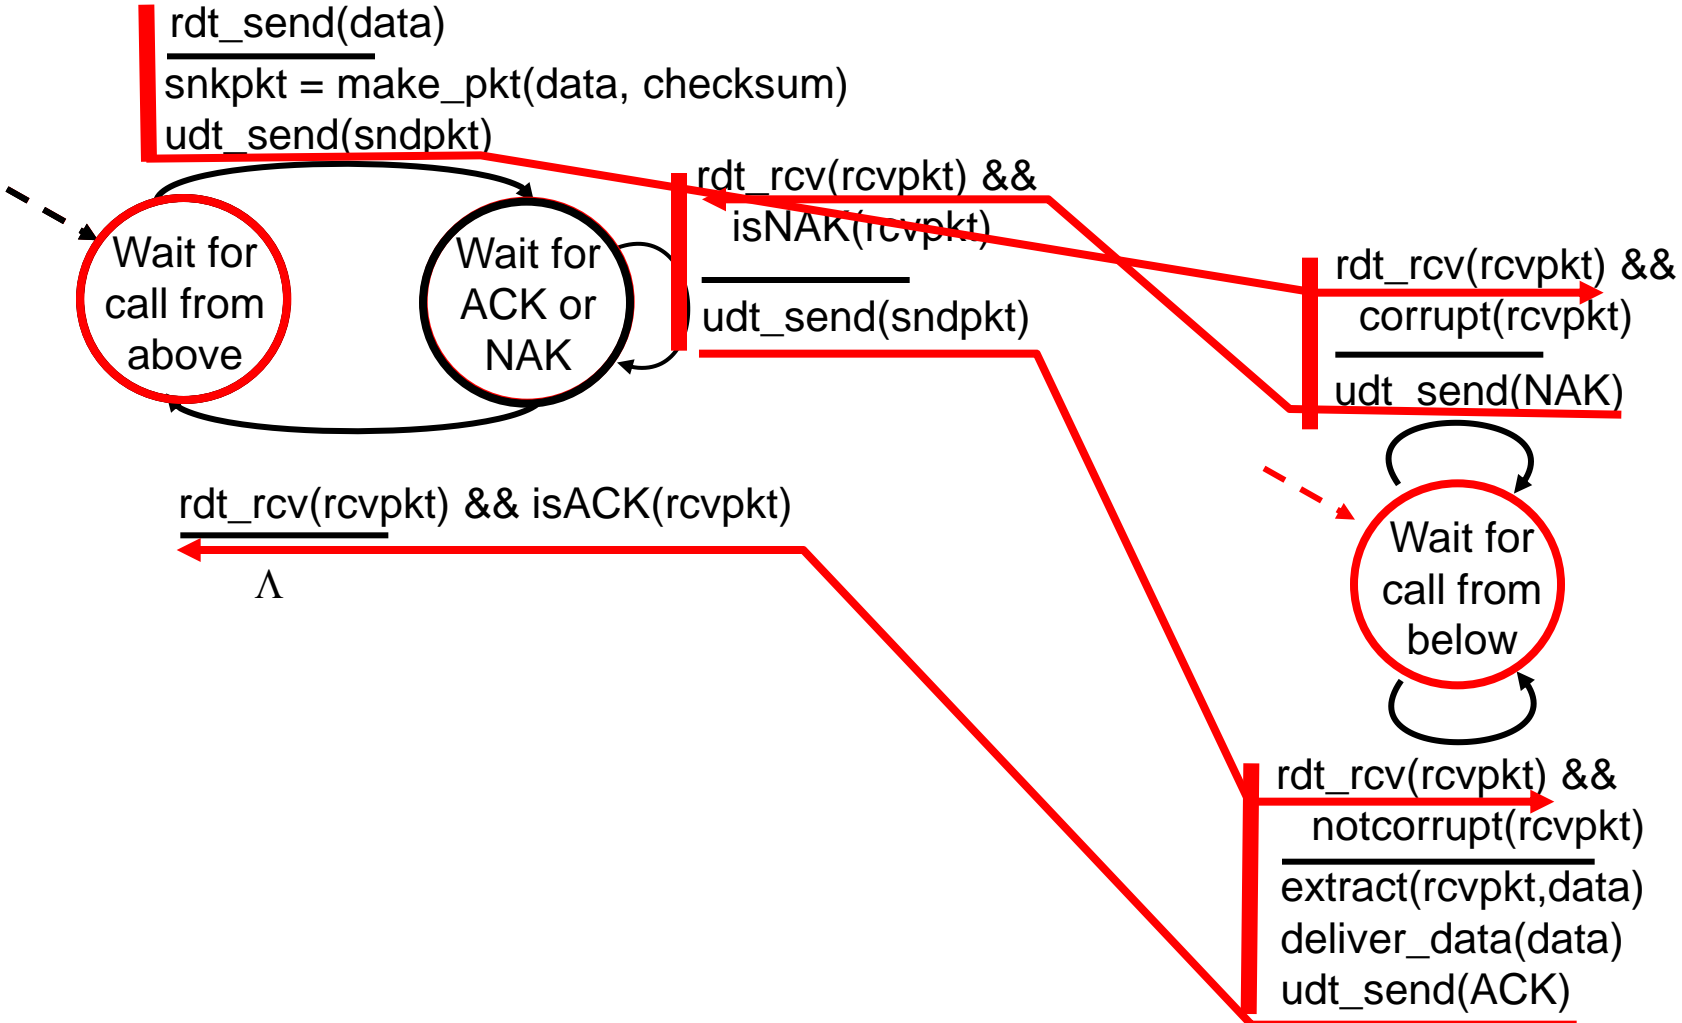 rdt_send(data)
snkpkt = make_pkt(data, checksum)
udt_send(sndpkt)
Wait for
call from
above
Wait for
ACK or
NAK
rdt_rcv(rcvpkt) &&
isNAK(rcvpkt)
udt_send(sndpkt)
rdt_rcv(rcvpkt) && isACK(rcvpkt)
Λ
rdt_rcv(rcvpkt) &&
corrupt(rcvpkt)
udt_send(NAK)
Wait for
call from
below
rdt_rcv(rcvpkt) &&
notcorrupt(rcvpkt)
extract(rcvpkt,data)
deliver_data(data)
udt_send(ACK)